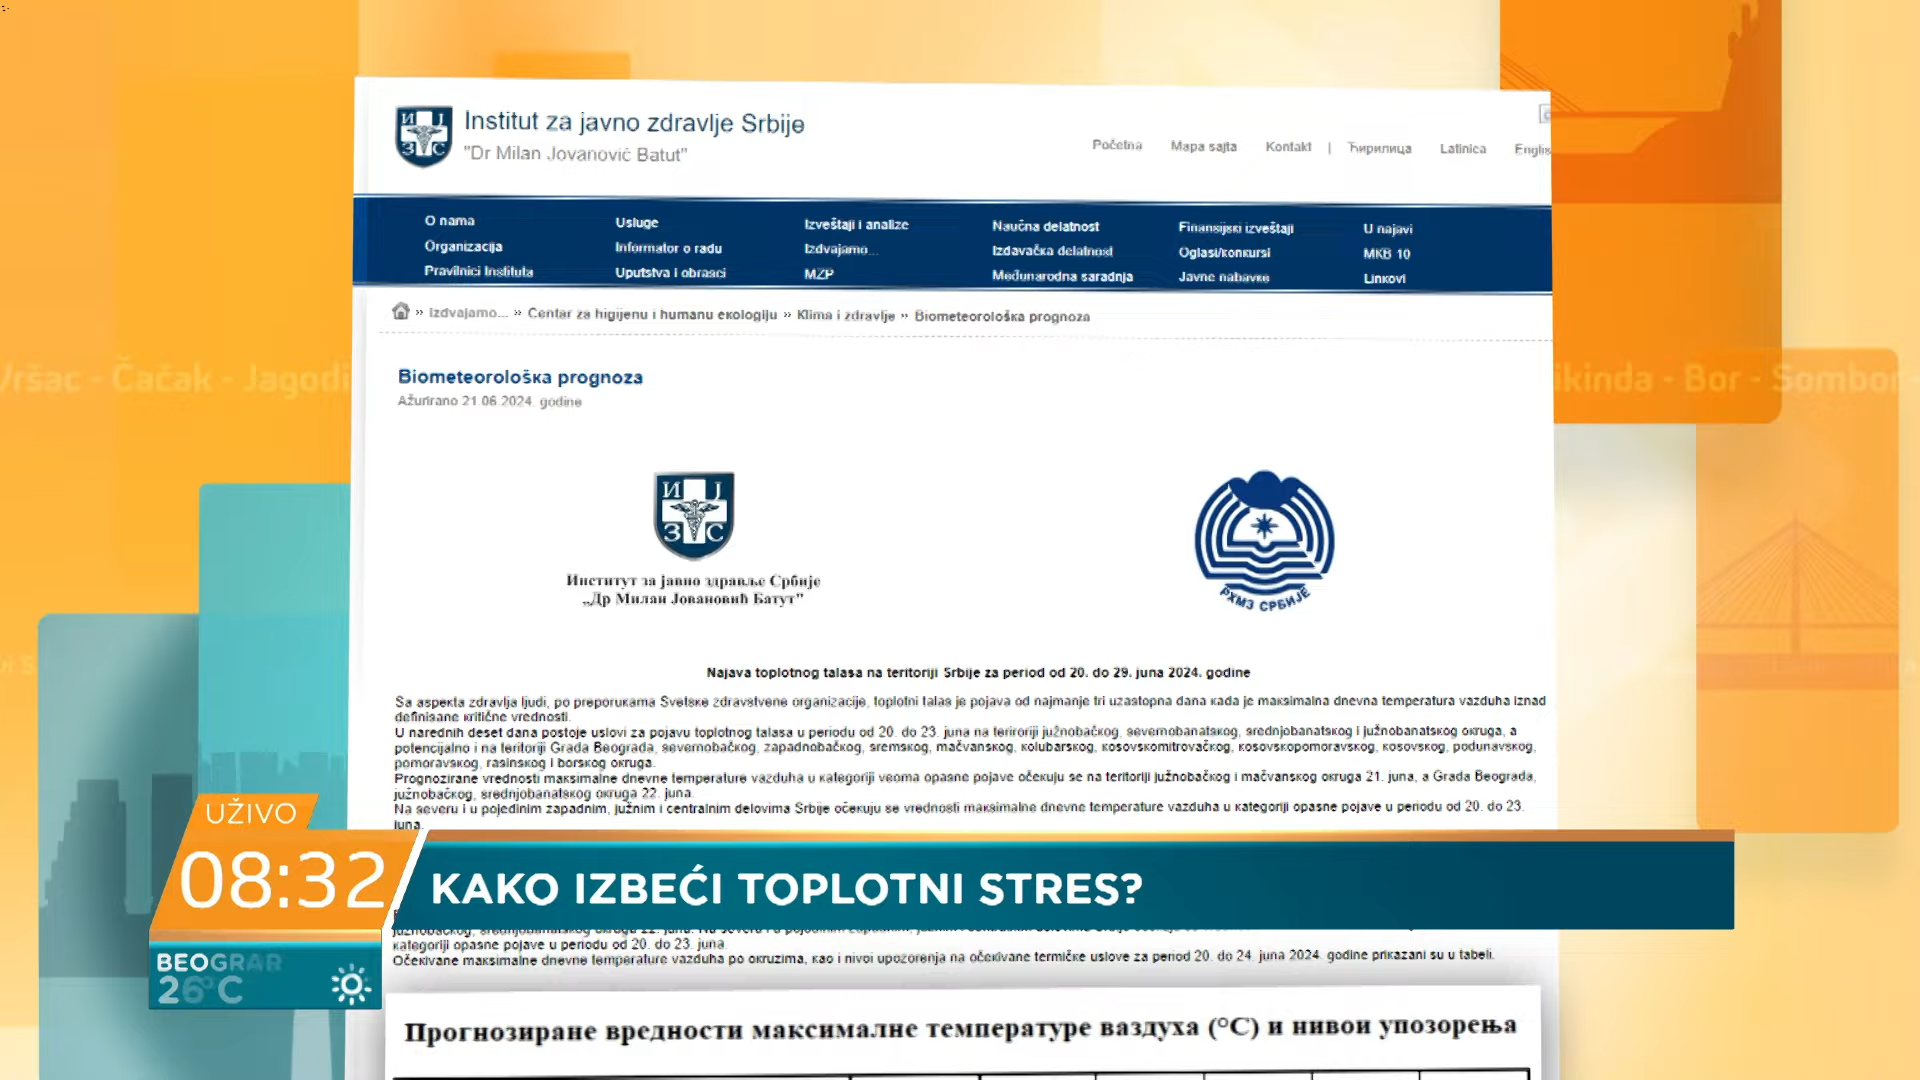 Institut za javno zdravlje Srbije
"Dr Milan Jovanović Batut"
Početna Mapa sajta Kontakt | Ћирилица Latinica Englis
O nama Usluge Izveštaji i analize Naučna delatnost Finansijski izveštaji U najavi
Organizacija Informator o radu Izdvajamo... Izdavačka delatnost Oglasi/konkursi MKB 10
Pravilnici Instituta Uputstva i obrasci MZP Međunarodna saradnja Javne nabavke Linkovi
» Izdvajamo... » Centar za higijenu i humanu ekologiju » Klima i zdravlje » Biometeorološka prognoza
Vršac - Čačak - Jagodi
ikinda - Bor - Sombor -
Biometeorološka prognoza
Ažurirano 21.06.2024. godine
И Ј З С
Институт за јавно здравље Србије
„Др Милан Јовановић Батут"
РХМЗ СРБИЈЕ
Najava toplotnog talasa na teritoriji Srbije za period od 20. do 29. juna 2024. godine
Sa aspekta zdravlja ljudi, po preporukama Svetske zdravstvene organizacije, toplotni talas je pojava od najmanje tri uzastopna dana kada je maksimalna dnevna temperatura vazduha iznad
definisane kritične vrednosti.
U narednih deset dana postoje uslovi za pojavu toplotnog talasa u periodu od 20. do 23. juna na teriroriji južnobačkog, severnobanatskog, srednjobanatskog i južnobanatskog okruga, a
potencijalno i na teritoriji Grada Beograda, severnobačkog, zapadnobačkog, sremskog, mačvanskog, kolubarskog, kosovskomitrovačkog, kosovskopomoravskog, kosovskog, podunavskog,
pomoravskog, rasinskog i borskog okruga.
Prognozirane vrednosti maksimalne dnevne temperature vazduha u kategoriji veoma opasne pojave očekuju se na teritoriji južnobačkog i mačvanskog okruga 21. juna, a Grada Beograda,
južnobačkog, srednjobanatskog okruga 22. juna.
Na severu i u pojedinim zapadnim, južnim i centralnim delovima Srbije očekuju se vrednosti maksimalne dnevne temperature vazduha u kategoriji opasne pojave u periodu od 20. do 23.
juna.
UŽIVO
08:32
KAKO IZBEĆI TOPLOTNI STRES?
kategoriji opasne pojave u periodu od 20. do 23. juna.
Očekivane maksimalne dnevne temperature vazduha po okruzima, kao i nivoi upozorenja na očekivane termičke uslove za period 20. do 24. juna 2024. godine prikazani su u tabeli.
BEOGRAR
26°C
Прогнозиране вредности максималне температуре ваздуха (°C) и нивои упозорења